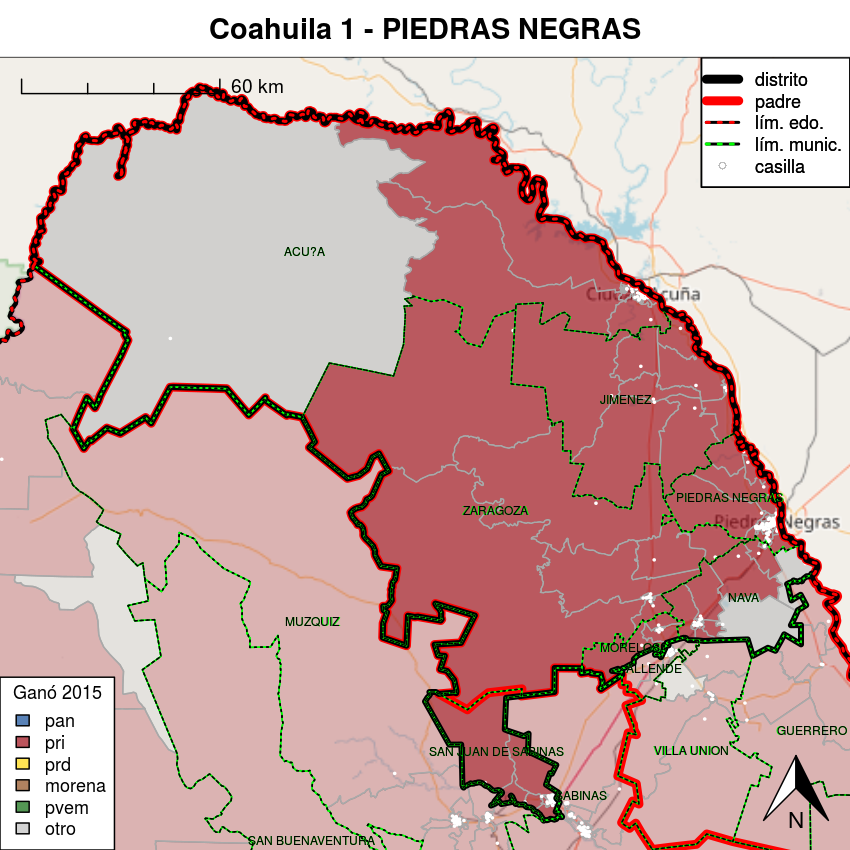 Coahuila 1 - PIEDRAS NEGRAS
60 km
distrito
padre
lím. edo.
lím. munic.
casilla
ACU?A
Ciudad Acuña
JIMENEZ
PIEDRAS NEGRAS
ZARAGOZA
Piedras Negras
NAVA
MUZQUIZ
MORELOS
ALLENDE
GUERRERO
SAN JUAN DE SABINAS
VILLA UNION
SABINAS
SAN BUENAVENTURA
Ganó 2015
pan
pri
prd
morena
pvem
otro
N